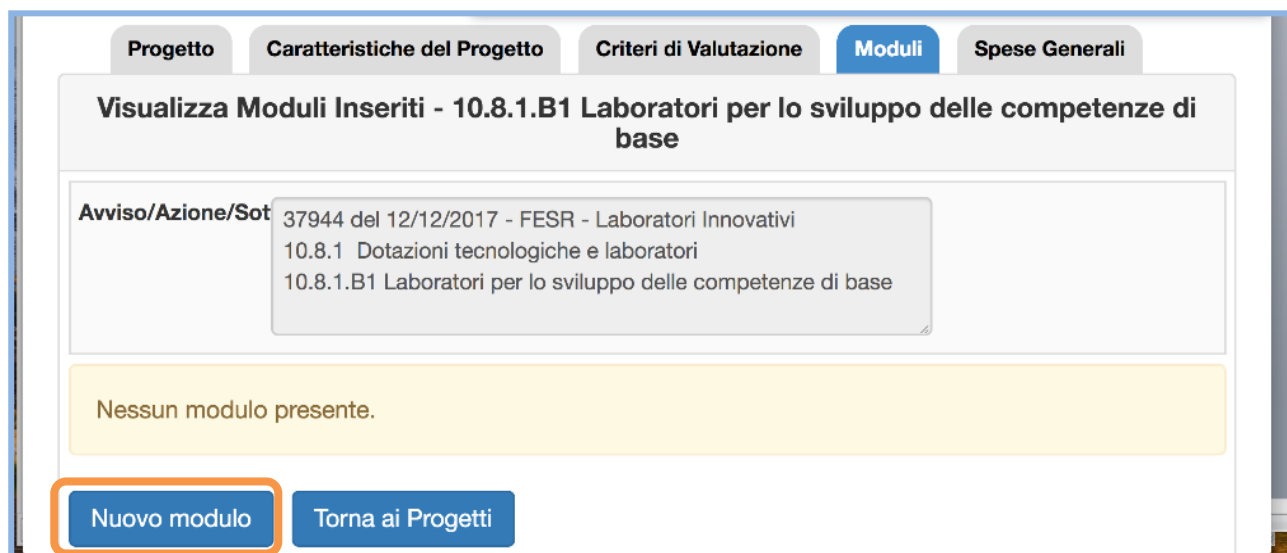 Progetto Caratteristiche del Progetto Criteri di Valutazione Moduli Spese Generali
Visualizza Moduli Inseriti - 10.8.1.B1 Laboratori per lo sviluppo delle competenze di
base
Avviso/Azione/Sot
37944 del 12/12/2017 - FESR - Laboratori Innovativi
10.8.1 Dotazioni tecnologiche e laboratori
10.8.1.B1 Laboratori per lo sviluppo delle competenze di base
Nessun modulo presente.
Nuovo modulo Torna ai Progetti